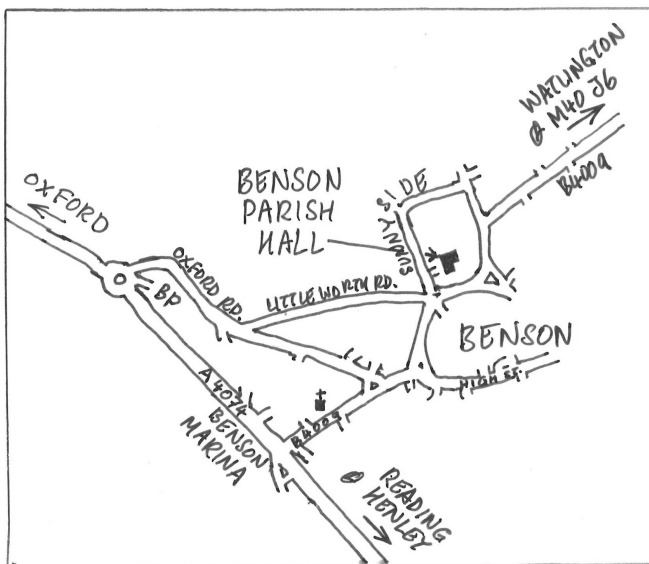 WATLINGTON
@ M40 J6
B4009
OXFORD
BENSON
PARISH
HALL
SUNNYSIDE
OXFORD RD.
LITTLEWORTH RD.
BP
BENSON
HIGH ST.
A4074
BENSON
MARINA
B4009
@ READING
HENLEY